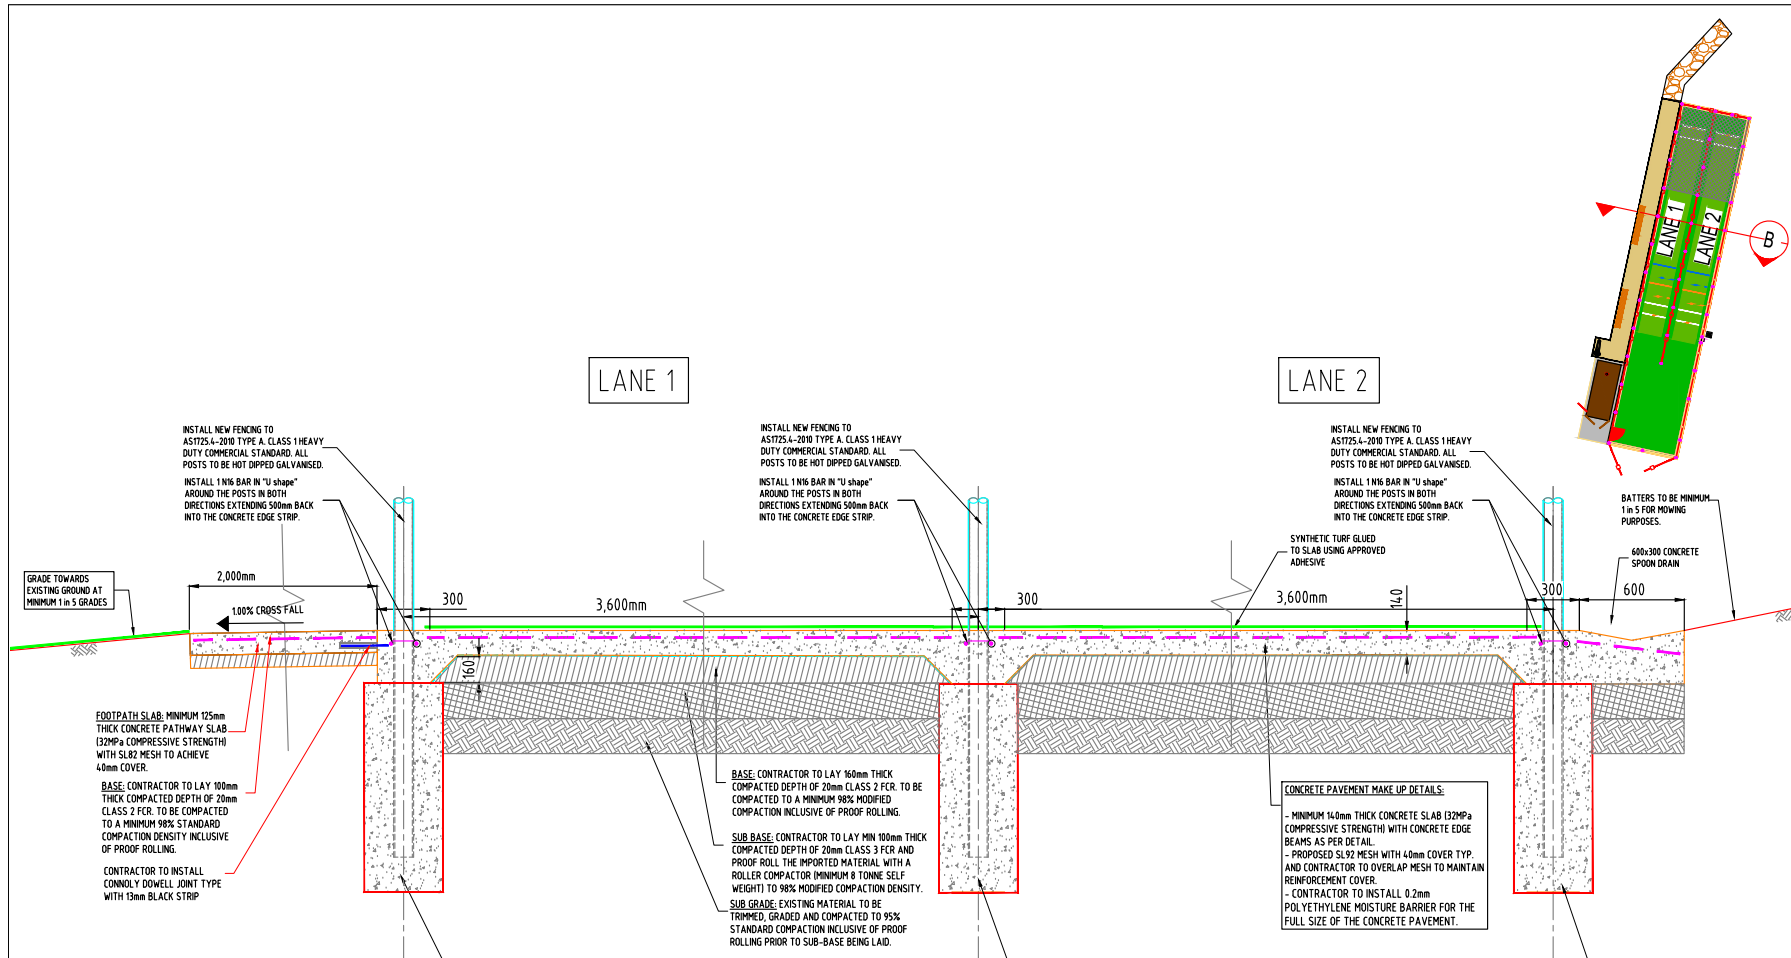 LANE 1
LANE 2
B
LANE 1
LANE 2
INSTALL NEW FENCING TO
AS1725.4-2010 TYPE A. CLASS 1 HEAVY
DUTY COMMERCIAL STANDARD. ALL
POSTS TO BE HOT DIPPED GALVANISED.
INSTALL 1 N16 BAR IN "U shape"
AROUND THE POSTS IN BOTH
DIRECTIONS EXTENDING 500mm BACK
INTO THE CONCRETE EDGE STRIP.
INSTALL NEW FENCING TO
AS1725.4-2010 TYPE A. CLASS 1 HEAVY
DUTY COMMERCIAL STANDARD. ALL
POSTS TO BE HOT DIPPED GALVANISED.
INSTALL 1 N16 BAR IN "U shape"
AROUND THE POSTS IN BOTH
DIRECTIONS EXTENDING 500mm BACK
INTO THE CONCRETE EDGE STRIP.
INSTALL NEW FENCING TO
AS1725.4-2010 TYPE A. CLASS 1 HEAVY
DUTY COMMERCIAL STANDARD. ALL
POSTS TO BE HOT DIPPED GALVANISED.
INSTALL 1 N16 BAR IN "U shape"
AROUND THE POSTS IN BOTH
DIRECTIONS EXTENDING 500mm BACK
INTO THE CONCRETE EDGE STRIP.
BATTERS TO BE MINIMUM
1 in 5 FOR MOWING
PURPOSES.
SYNTHETIC TURF GLUED
TO SLAB USING APPROVED
ADHESIVE
600x300 CONCRETE
SPOON DRAIN
GRADE TOWARDS
EXISTING GROUND AT
MINIMUM 1 in 5 GRADES
2,000mm
300
3,600mm
300
3,600mm
140
300
600
1.00% CROSS FALL
160
FOOTPATH SLAB: MINIMUM 125mm
THICK CONCRETE PATHWAY SLAB
(32MPa COMPRESSIVE STRENGTH)
WITH SL82 MESH TO ACHIEVE
40mm COVER.
BASE: CONTRACTOR TO LAY 100mm
THICK COMPACTED DEPTH OF 20mm
CLASS 2 FCR. TO BE COMPACTED
TO A MINIMUM 98% STANDARD
COMPACTION DENSITY INCLUSIVE
OF PROOF ROLLING.
CONTRACTOR TO INSTALL
CONNOLY DOWELL JOINT TYPE
WITH 13mm BLACK STRIP
BASE: CONTRACTOR TO LAY 160mm THICK
COMPACTED DEPTH OF 20mm CLASS 2 FCR. TO BE
COMPACTED TO A MINIMUM 98% MODIFIED
COMPACTION INCLUSIVE OF PROOF ROLLING.
SUB BASE: CONTRACTOR TO LAY MIN 100mm THICK
COMPACTED DEPTH OF 20mm CLASS 3 FCR AND
PROOF ROLL THE IMPORTED MATERIAL WITH A
ROLLER COMPACTOR (MINIMUM 8 TONNE SELF
WEIGHT) TO 98% MODIFIED COMPACTION DENSITY.
SUB GRADE: EXISTING MATERIAL TO BE
TRIMMED, GRADED AND COMPACTED TO 95%
STANDARD COMPACTION INCLUSIVE OF PROOF
ROLLING PRIOR TO SUB-BASE BEING LAID.
CONCRETE PAVEMENT MAKE UP DETAILS:
- MINIMUM 140mm THICK CONCRETE SLAB (32MPa
COMPRESSIVE STRENGTH) WITH CONCRETE EDGE
BEAMS AS PER DETAIL.
- PROPOSED SL92 MESH WITH 40mm COVER TYP.
AND CONTRACTOR TO OVERLAP MESH TO MAINTAIN
REINFORCEMENT COVER.
- CONTRACTOR TO INSTALL 0.2mm
POLYETHYLENE MOISTURE BARRIER FOR THE
FULL SIZE OF THE CONCRETE PAVEMENT.